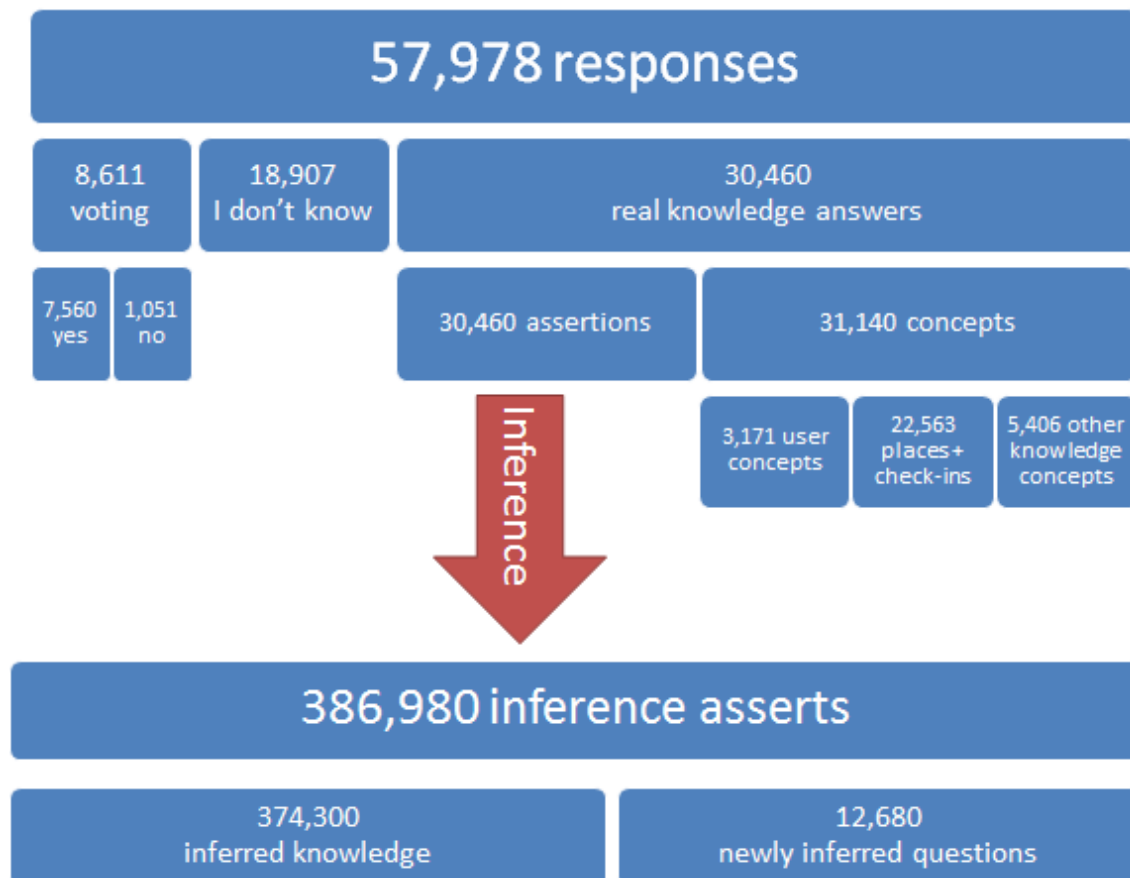 57,978 responses
8,611
voting
18,907
I don't know
30,460
real knowledge answers
7,560
yes
1,051
no
30,460 assertions
31,140 concepts
3,171 user
concepts
22,563
places+
check-ins
5,406 other
knowledge
concepts
Inference
386,980 inference asserts
374,300
inferred knowledge
12,680
newly inferred questions